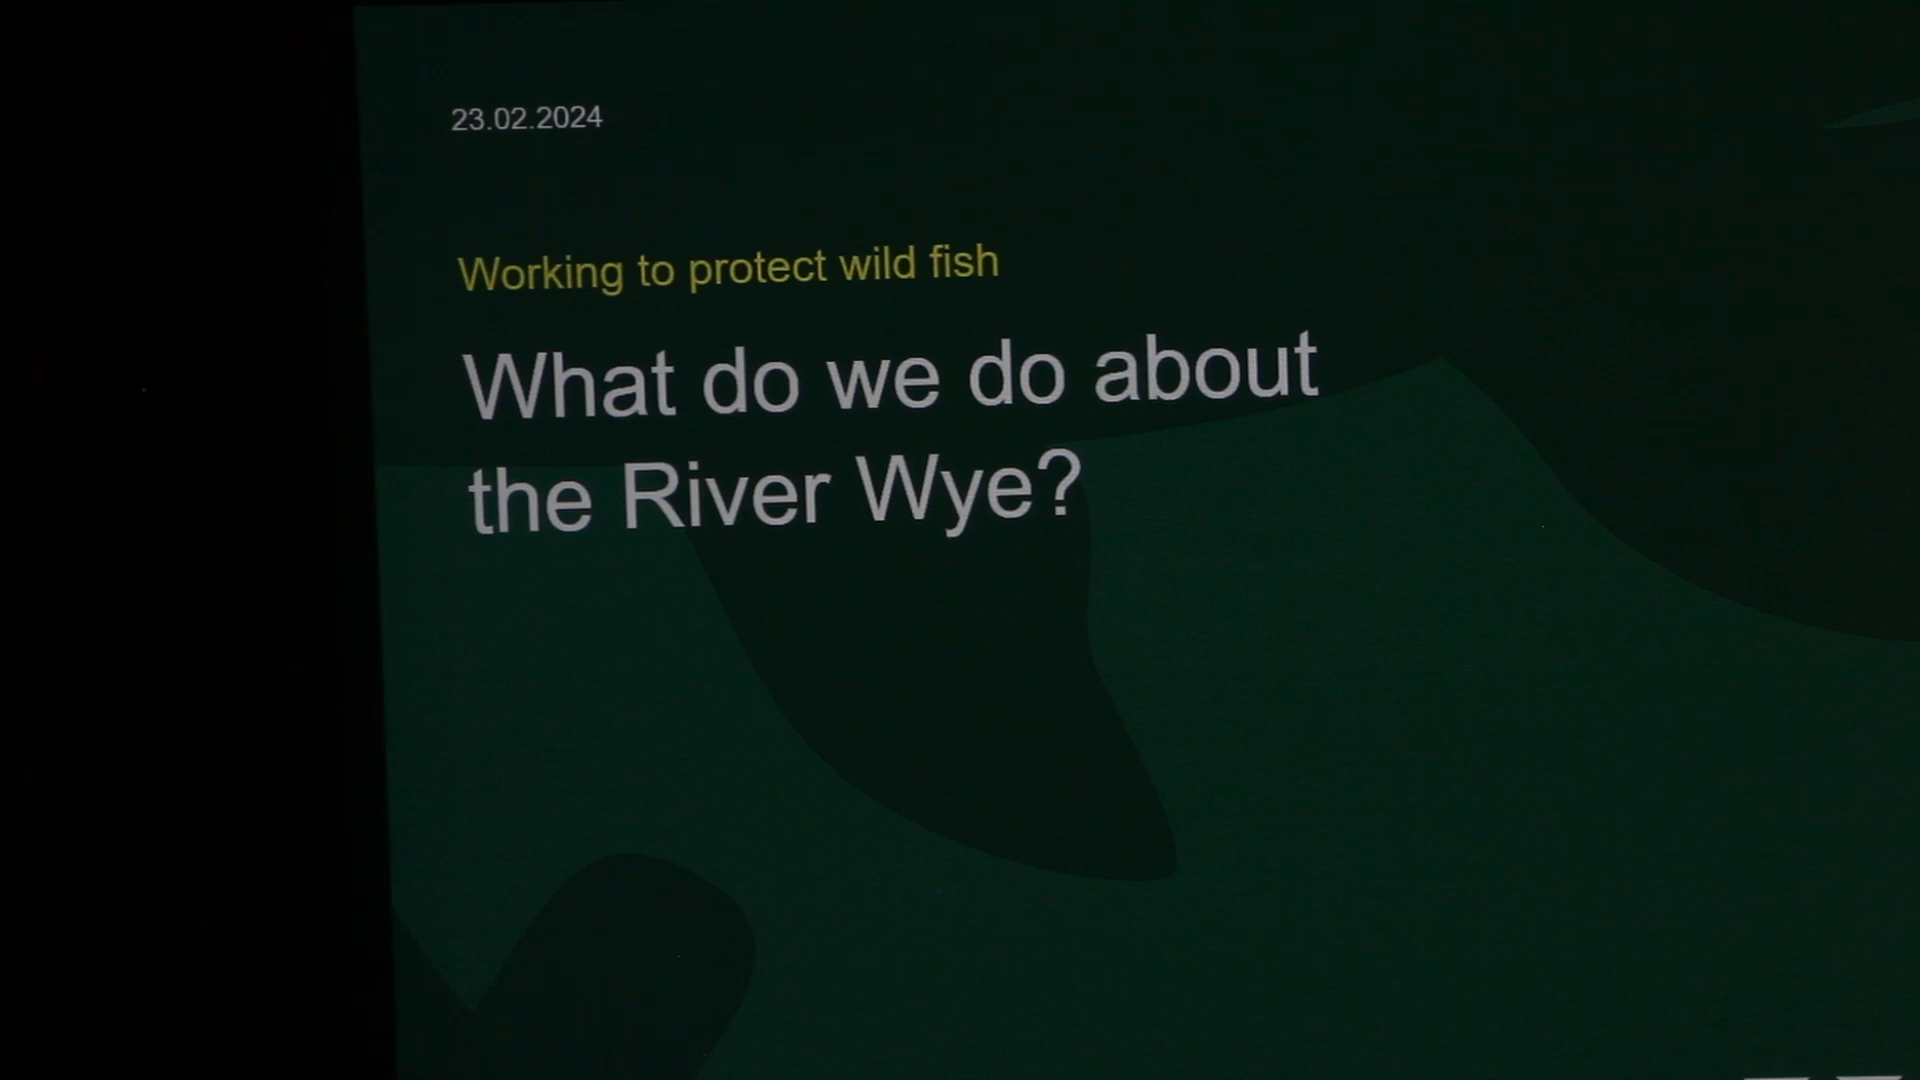 23.02.2024
Working to protect wild fish
What do we do about
the River Wye?